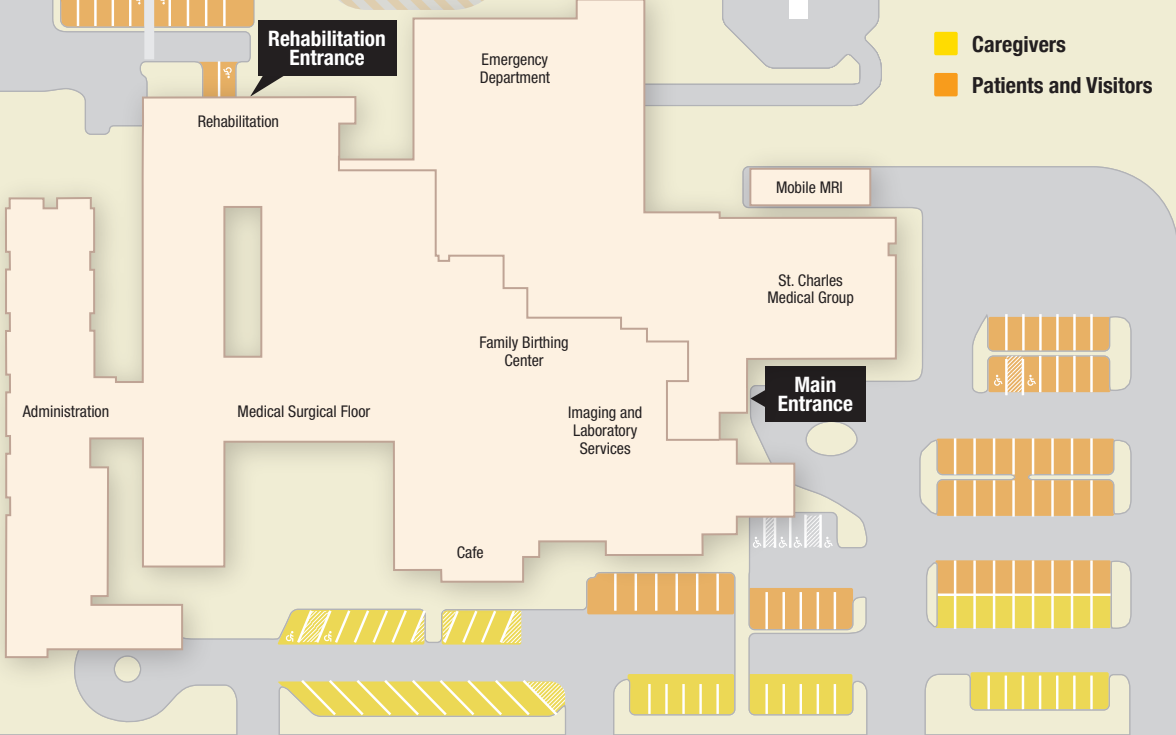 Rehabilitation
Entrance
Emergency
Department
Caregivers
Patients and Visitors
Rehabilitation
Mobile MRI
St. Charles
Medical Group
Family Birthing
Center
Main
Entrance
Administration
Medical Surgical Floor
Imaging and
Laboratory
Services
Cafe